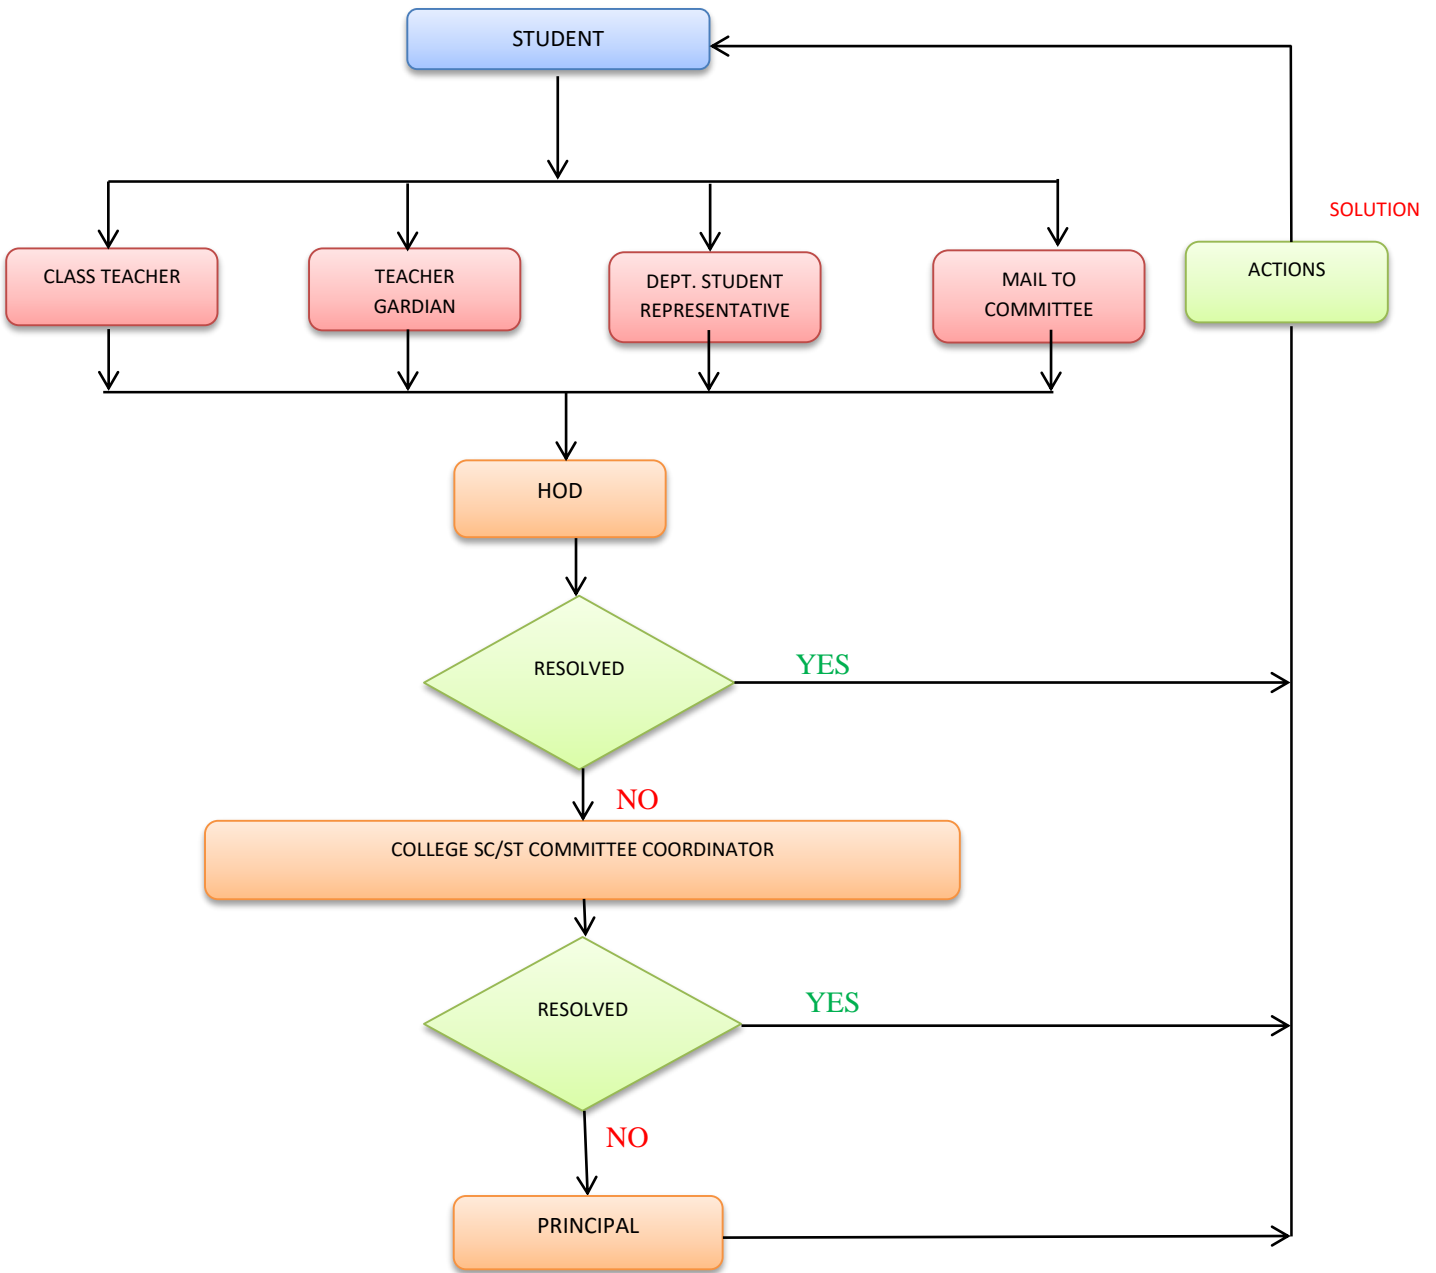 STUDENT
SOLUTION
CLASS TEACHER
TEACHER
GARDIAN
DEPT. STUDENT
REPRESENTATIVE
MAIL TO
COMMITTEE
ACTIONS
HOD
RESOLVED
YES
NO
COLLEGE SC/ST COMMITTEE COORDINATOR
RESOLVED
YES
NO
PRINCIPAL